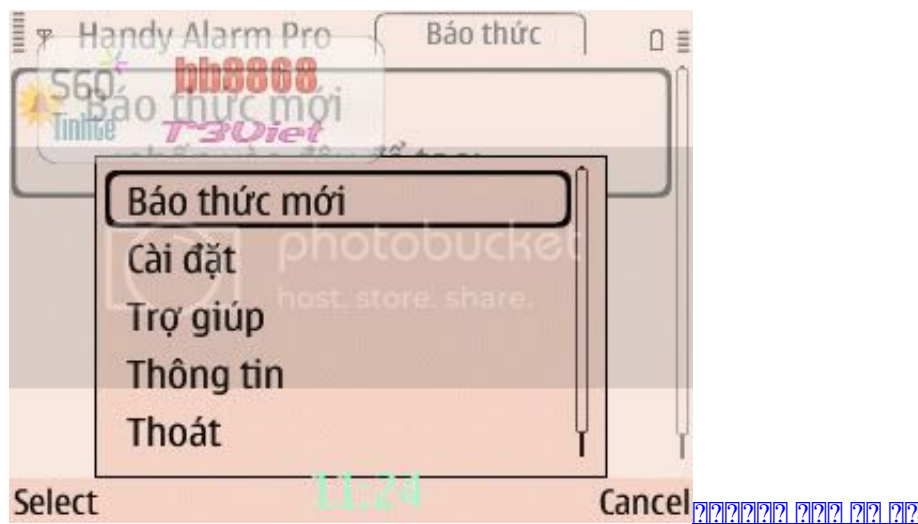 Handy Alarm Pro
Báo thức
S60
bb8868
Báo thức mới
Tinhte
T3Viet
Báo thức mới
photobucket
Cài đặt
host. store. share.
Trợ giúp
Thông tin
Thoát
11:24
Select
Cancel